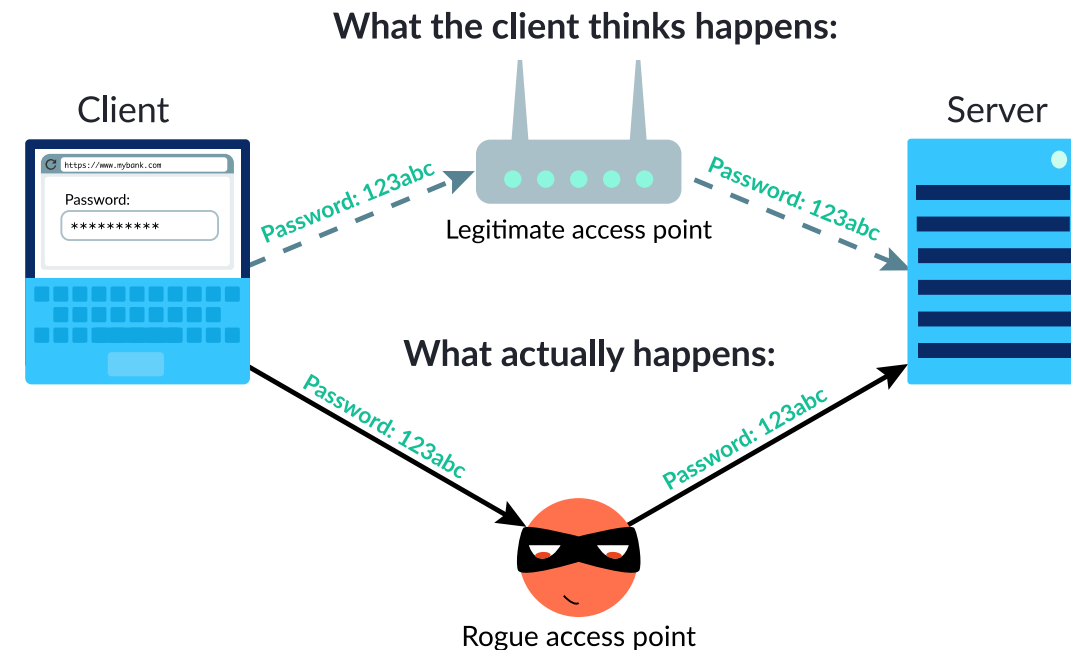 What the client thinks happens:
Client
Server
https://www.mybank.com
Password:
**********
Password: 123abc
Password: 123abc
Legitimate access point
What actually happens:
Password: 123abc
Password: 123abc
Rogue access point